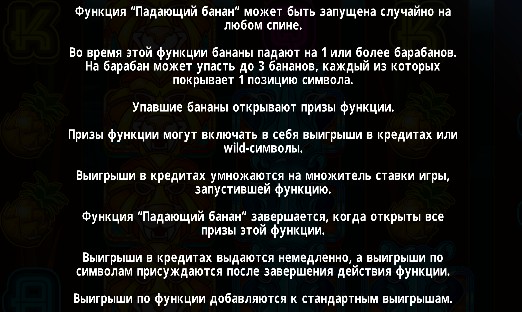 Функция “Падающий банан” может быть запущена случайно на
любом спине.
Во время этой функции бананы падают на 1 или более барабанов.
На барабан может упасть до 3 бананов, каждый из которых
покрывает 1 позицию символа.
Упавшие бананы открывают призы функции.
Призы функции могут включать в себя выигрыши в кредитах или
wild-символы.
Выигрыши в кредитах умножаются на множитель ставки игры,
запустившей функцию.
Функция “Падающий банан” завершается, когда открыты все
призы этой функции.
Выигрыши в кредитах выдаются немедленно, а выигрыши по
символам присуждаются после завершения действия функции.
Выигрыши по функции добавляются к стандартным выигрышам.